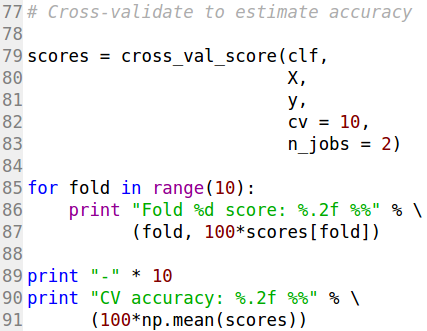 77 # Cross-validate to estimate accuracy
78
79 scores = cross_val_score(clf,
80                          X,
81                          y,
82                          cv = 10,
83                          n_jobs = 2)
84
85 for fold in range(10):
86     print "Fold %d score: %.2f %%" % \
87           (fold, 100*scores[fold])
88
89 print "-" * 10
90 print "CV accuracy: %.2f %%" % \
91       (100*np.mean(scores))